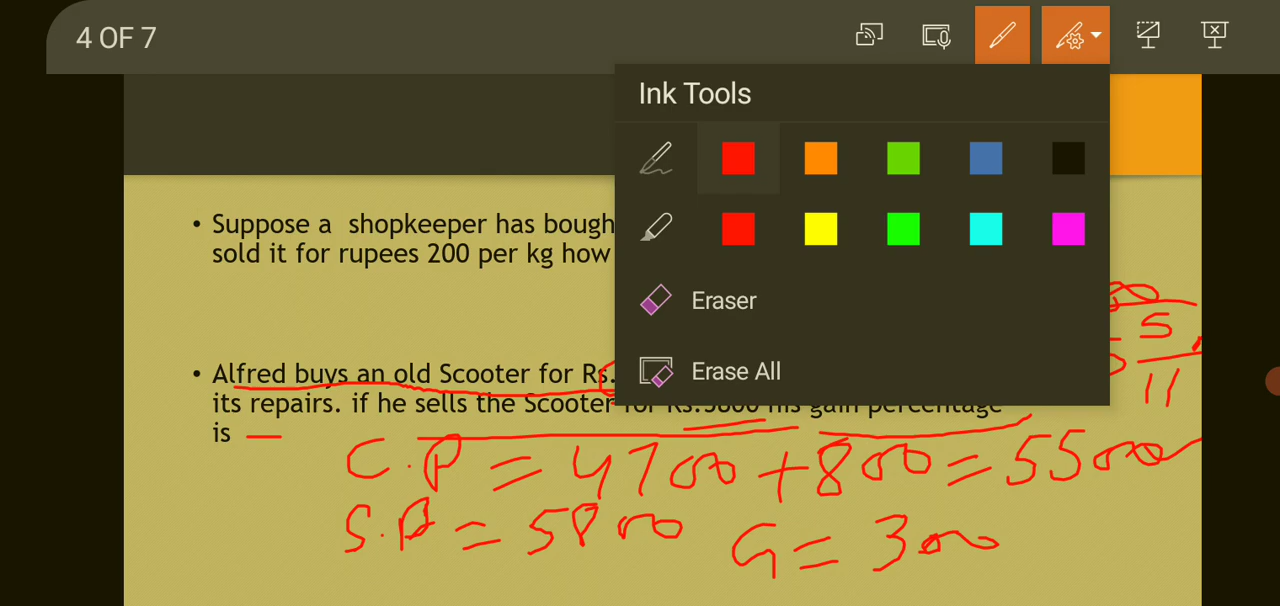 4 OF 7
Ink Tools
Eraser
Erase All
• Suppose a shopkeeper has bough
sold it for rupees 200 per kg how
• Alfred buys an old Scooter for Rs.
its repairs. if he sells the Scooter for Rs.5800 his gain percentage
is
5
11
C.P = 4700 + 800 = 5500
S.P = 5800
G = 300